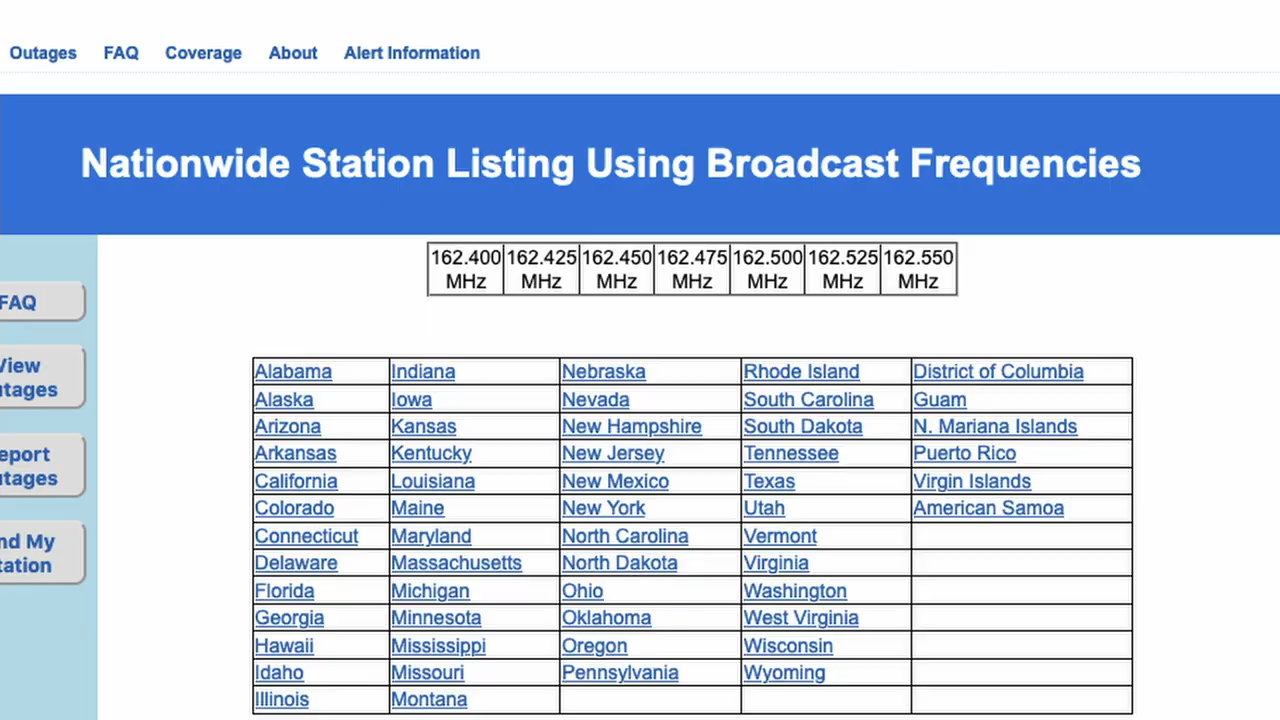 Outages FAQ Coverage About Alert Information
Nationwide Station Listing Using Broadcast Frequencies
162.400 162.425 162.450 162.475 162.500 162.525 162.550
MHz MHz MHz MHz MHz MHz MHz
FAQ
View
utages
eport
utages
nd My
tation
Alabama Indiana Nebraska Rhode Island District of Columbia
Alaska Iowa Nevada South Carolina Guam
Arizona Kansas New Hampshire South Dakota N. Mariana Islands
Arkansas Kentucky New Jersey Tennessee Puerto Rico
California Louisiana New Mexico Texas Virgin Islands
Colorado Maine New York Utah American Samoa
Connecticut Maryland North Carolina Vermont
Delaware Massachusetts North Dakota Virginia
Florida Michigan Ohio Washington
Georgia Minnesota Oklahoma West Virginia
Hawaii Mississippi Oregon Wisconsin
Idaho Missouri Pennsylvania Wyoming
Illinois Montana